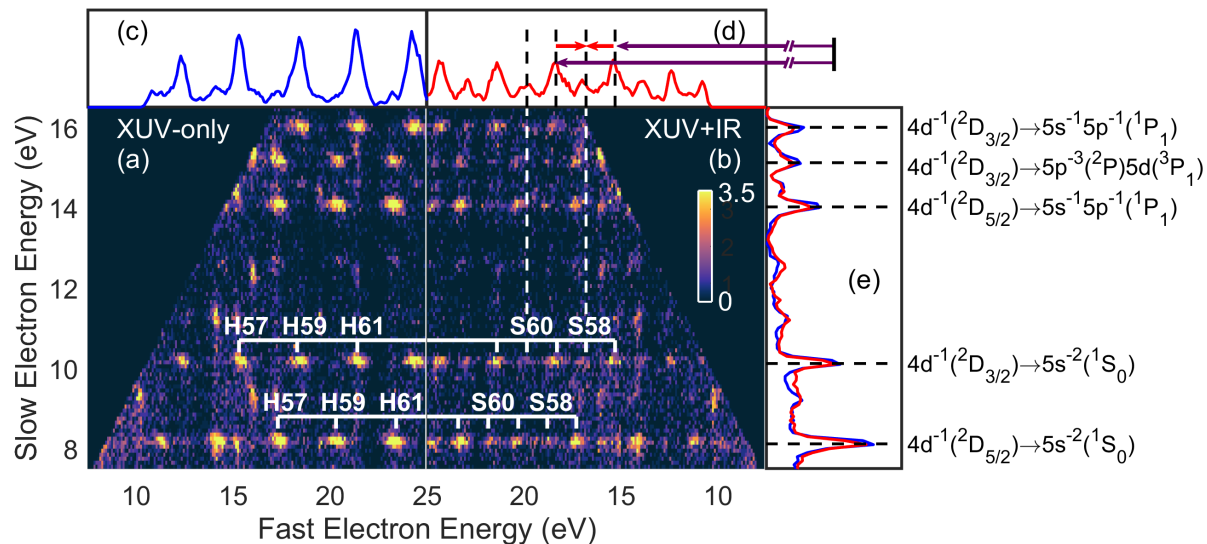 (c)
(d)
XUV-only
XUV+IR
(a)
(b)
(e)
3.5
3
2
1
0
H57 H59 H61 S60 S58
H57 H59 H61 S60 S58
16
14
12
10
8
Slow Electron Energy (eV)
10 15 20 25 20 15 10
Fast Electron Energy (eV)
4d⁻¹(²D₃/₂)→5s⁻¹5p⁻¹(¹P₁)
4d⁻¹(²D₃/₂)→5p⁻³(²P)5d(³P₁)
4d⁻¹(²D₅/₂)→5s⁻¹5p⁻¹(¹P₁)
4d⁻¹(²D₃/₂)→5s⁻²(¹S₀)
4d⁻¹(²D₅/₂)→5s⁻²(¹S₀)